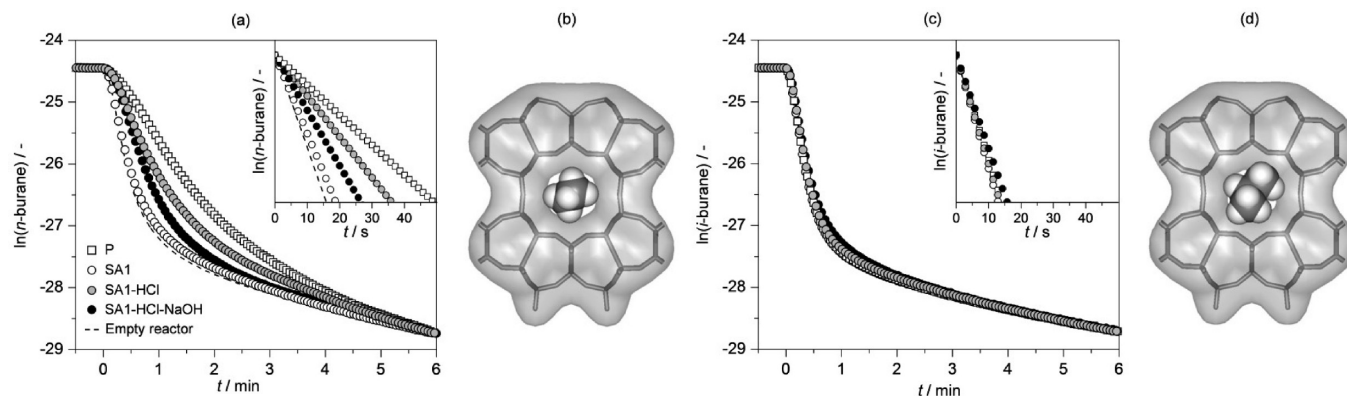 (a)
(b)
(c)
(d)
-24
-25
-26
-27
-28
-29
ln(n-burane) / -
0 1 2 3 4 5 6
t / min
ln(n-burane) / -
0 10 20 30 40
t / s
P
SA1
SA1-HCl
SA1-HCl-NaOH
Empty reactor
-24
-25
-26
-27
-28
-29
ln(i-burane) / -
0 1 2 3 4 5 6
t / min
ln(i-burane) / -
0 10 20 30 40
t / s